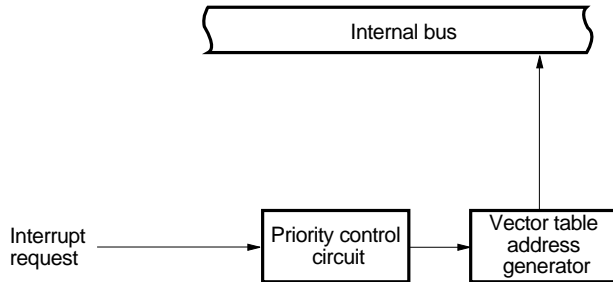 Internal bus
Interrupt
request
Priority control
circuit
Vector table
address
generator